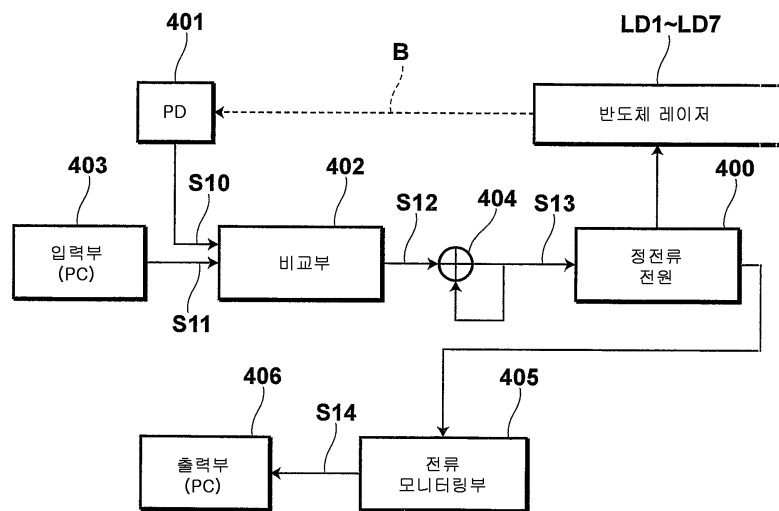 401
LD1~LD7
B
PD
반도체 레이저
403
S10
402
S12
404
S13
400
입력부
(PC)
비교부
정전류
전원
S11
406
S14
405
출력부
(PC)
전류
모니터링부